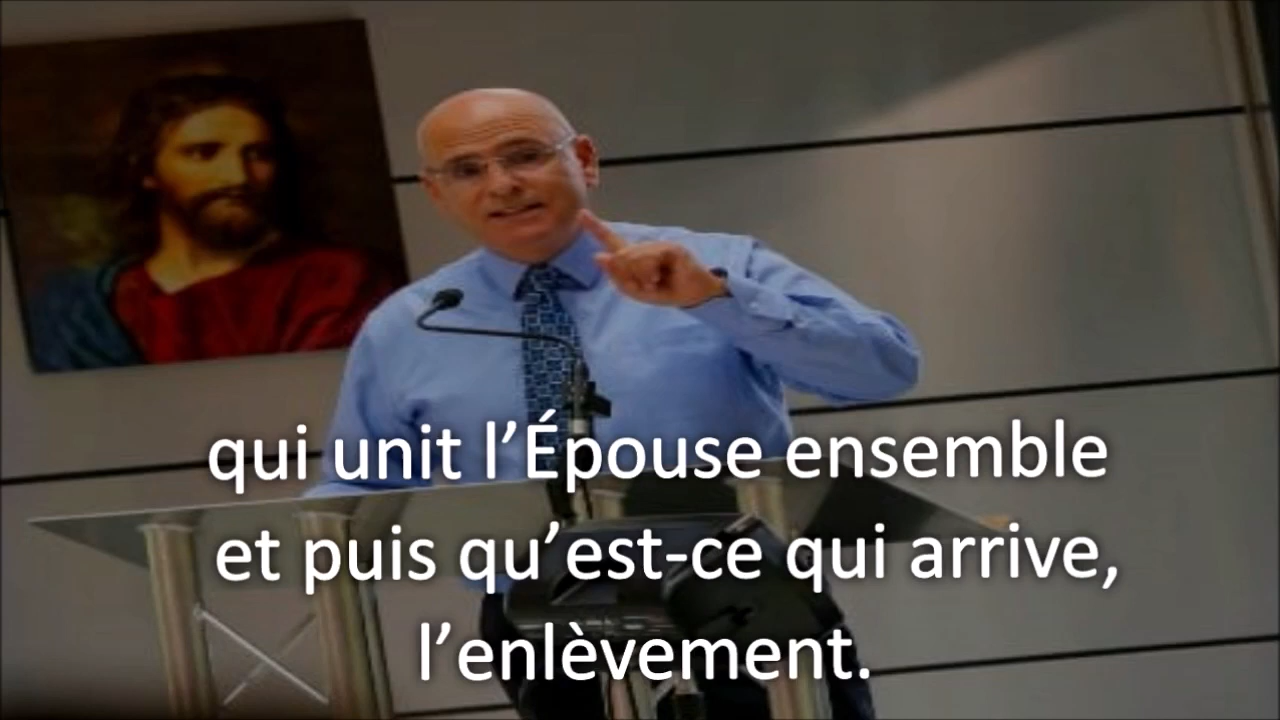 qui unit l’Épouse ensemble
et puis qu’est-ce qui arrive,
l’enlèvement.